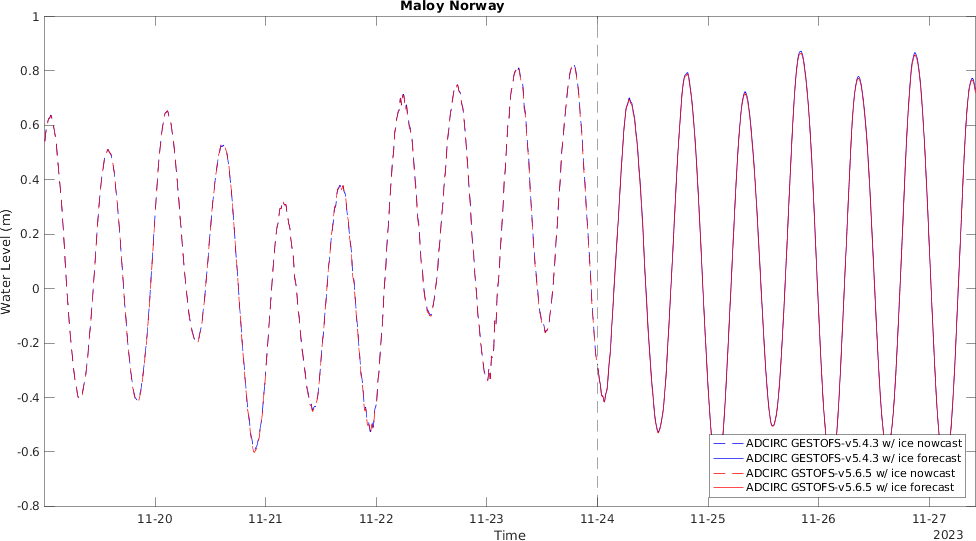 Maloy Norway
1
0.8
0.6
0.4
0.2
0
-0.2
-0.4
-0.6
-0.8
Water Level (m)
ADCIRC GESTOFS-v5.4.3 w/ ice nowcast
ADCIRC GESTOFS-v5.4.3 w/ ice forecast
ADCIRC GSTOFS-v5.6.5 w/ ice nowcast
ADCIRC GSTOFS-v5.6.5 w/ ice forecast
11-20 11-21 11-22 11-23 11-24 11-25 11-26 11-27
Time
2023